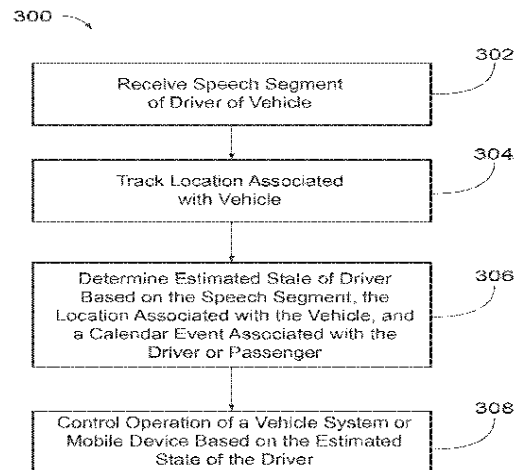 300
302
Receive Speech Segment
of Driver of Vehicle
304
Track Location Associated
with Vehicle
306
Determine Estimated State of Driver
Based on the Speech Segment, the
Location Associated with the Vehicle, and
a Calendar Event Associated with the
Driver or Passenger
308
Control Operation of a Vehicle System or
Mobile Device Based on the Estimated
State of the Driver